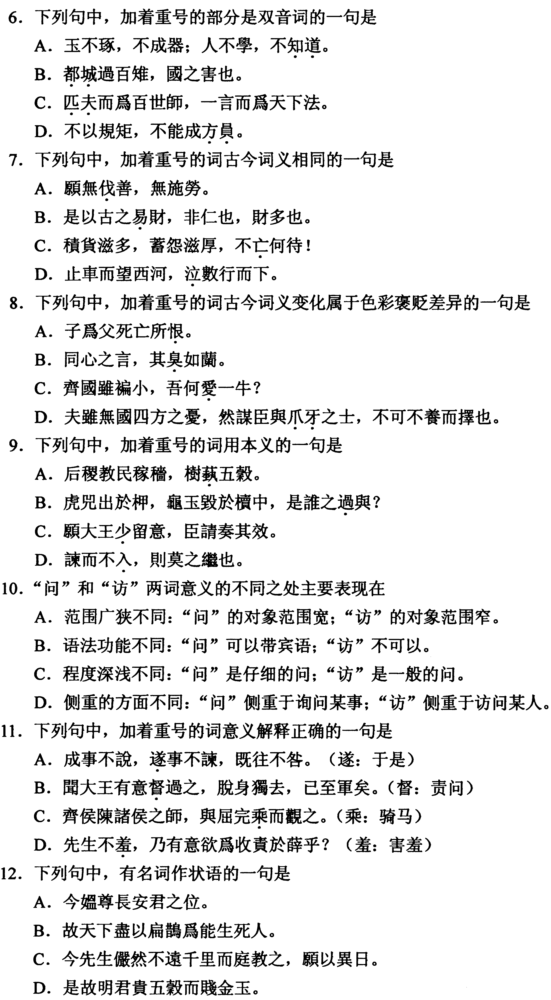 6. 下列句中，加着重号的部分是双音词的一句是
A. 玉不琢，不成器；人不學，不知道。
B. 都城過百雉，國之害也。
C. 匹夫而爲百世師，一言而爲天下法。
D. 不以規矩，不能成方員。
7. 下列句中，加着重号的词古今词义相同的一句是
A. 願無伐善，無施勞。
B. 是以古之易財，非仁也，財多也。
C. 積貨滋多，蓄怨滋厚，不亡何待！
D. 止車而望西河，泣數行而下。
8. 下列句中，加着重号的词古今词义变化属于色彩褒贬差异的一句是
A. 子爲父死亡所恨。
B. 同心之言，其臭如蘭。
C. 齊國雖褊小，吾何愛一牛？
D. 夫雖無國四方之憂，然謀臣與爪牙之士，不可不養而擇也。
9. 下列句中，加着重号的词用本义的一句是
A. 后稷教民稼穡，樹蓺五穀。
B. 虎兕出於柙，龜玉毀於櫝中，是誰之過與？
C. 願大王少留意，臣請奏其效。
D. 諫而不入，則莫之繼也。
10. “问”和“访”两词意义的不同之处主要表现在
A. 范围广狭不同：“问”的对象范围宽；“访”的对象范围窄。
B. 语法功能不同：“问”可以带宾语；“访”不可以。
C. 程度深浅不同：“问”是仔细的问；“访”是一般的问。
D. 侧重的方面不同：“问”侧重于询问某事；“访”侧重于访问某人。
11. 下列句中，加着重号的词意义解释正确的一句是
A. 成事不說，遂事不諫，既往不咎。（遂：于是）
B. 聞大王有意督過之，脫身獨去，已至軍矣。（督：责问）
C. 齊侯陳諸侯之師，與屈完乘而觀之。（乘：骑马）
D. 先生不羞，乃有意欲爲收責於薛乎？（羞：害羞）
12. 下列句中，有名词作状语的一句是
A. 今媼尊長安君之位。
B. 故天下盡以扁鵲爲能生死人。
C. 今先生儼然不遠千里而庭教之，願以異日。
D. 是故明君貴五穀而賤金玉。